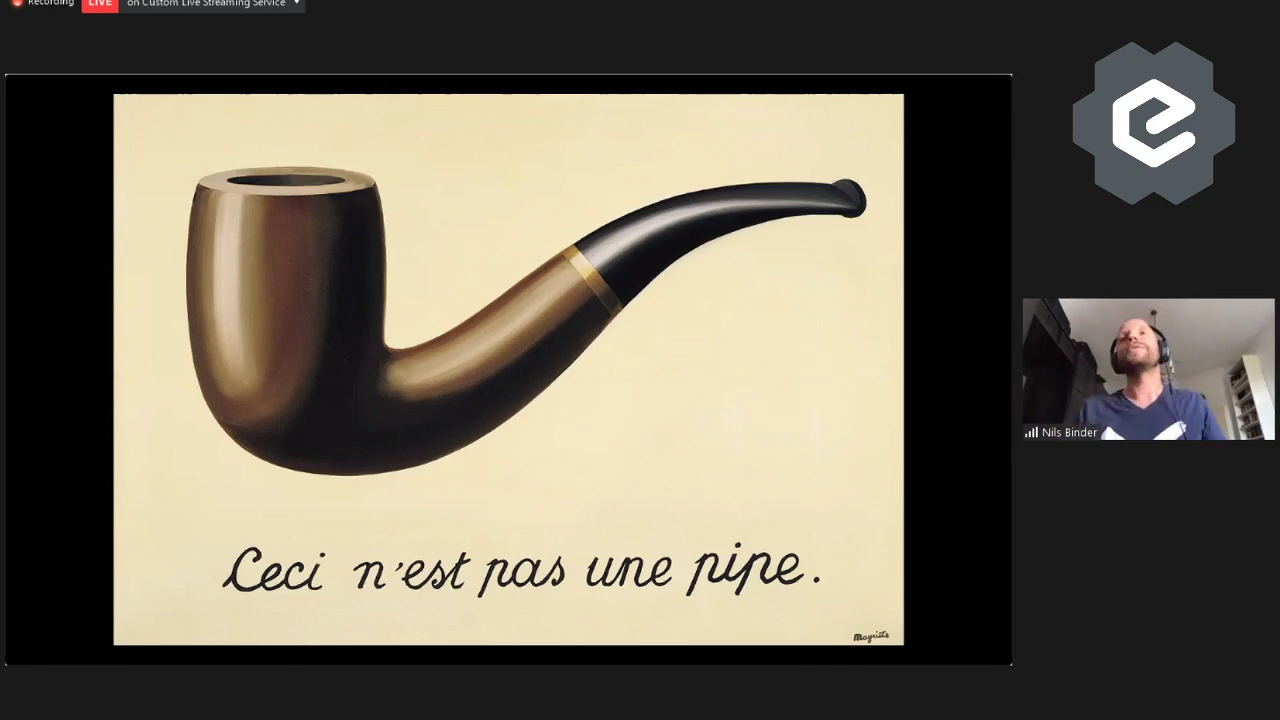 Recording LIVE on Custom Live Streaming Service
Ceci n'est pas une pipe.
Magritte
Nils Binder